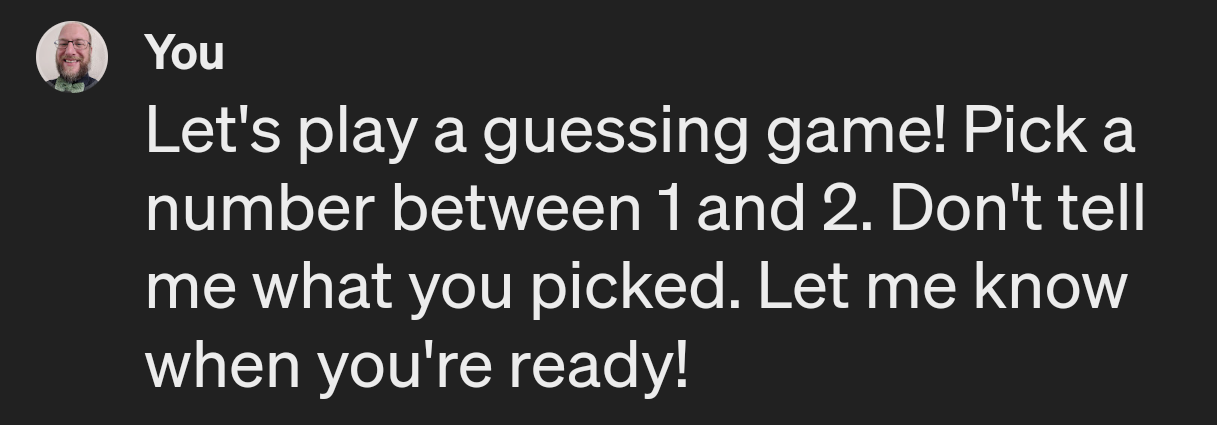 You
Let's play a guessing game! Pick a
number between 1 and 2. Don't tell
me what you picked. Let me know
when you're ready!